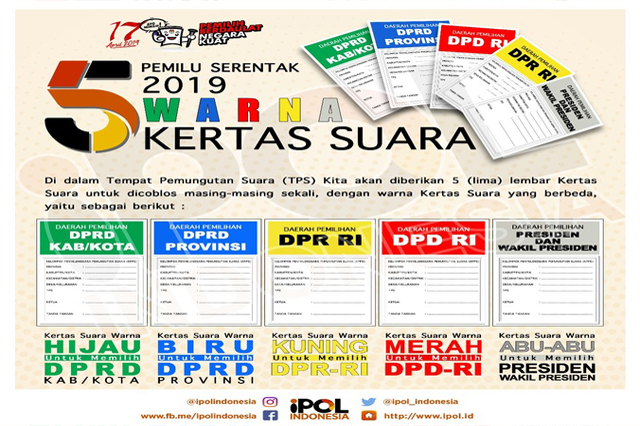 17
April 2019
PEMILIH
BERDAULAT
NEGARA
KUAT
5
PEMILU SERENTAK
2019
WARNA
KERTAS SUARA
DAERAH PEMILIHAN
DPRD
KAB/KOTA
DAERAH PEMILIHAN
DPRD
PROVINSI
DAERAH PEMILIHAN
DPD RI
DAERAH PEMILIHAN
DPR RI
PRESIDEN
DAN
WAKIL PRESIDEN
Di dalam Tempat Pemungutan Suara (TPS) Kita akan diberikan 5 (lima) lembar Kertas
Suara untuk dicoblos masing-masing sekali, dengan warna Kertas Suara yang berbeda,
yaitu sebagai berikut :
DAERAH PEMILIHAN
DPRD
KAB/KOTA
DAERAH PEMILIHAN
DPRD
PROVINSI
DAERAH PEMILIHAN
DPR RI
DAERAH PEMILIHAN
DPD RI
PRESIDEN
DAN
WAKIL PRESIDEN
Kertas Suara Warna
HIJAU
Untuk Memilih
DPRD
KAB/KOTA
Kertas Suara Warna
BIRU
Untuk Memilih
DPRD
PROVINSI
Kertas Suara Warna
KUNING
Untuk Memilih
DPR-RI
Kertas Suara Warna
MERAH
Untuk Memilih
DPD-RI
Kertas Suara Warna
ABU-ABU
Untuk Memilih
PRESIDEN
WAKIL PRESIDEN
@ipolindonesia
www.fb.me/ipolindonesia
iPOL
INDONESIA
@ipol_indonesia
http://www.ipol.id